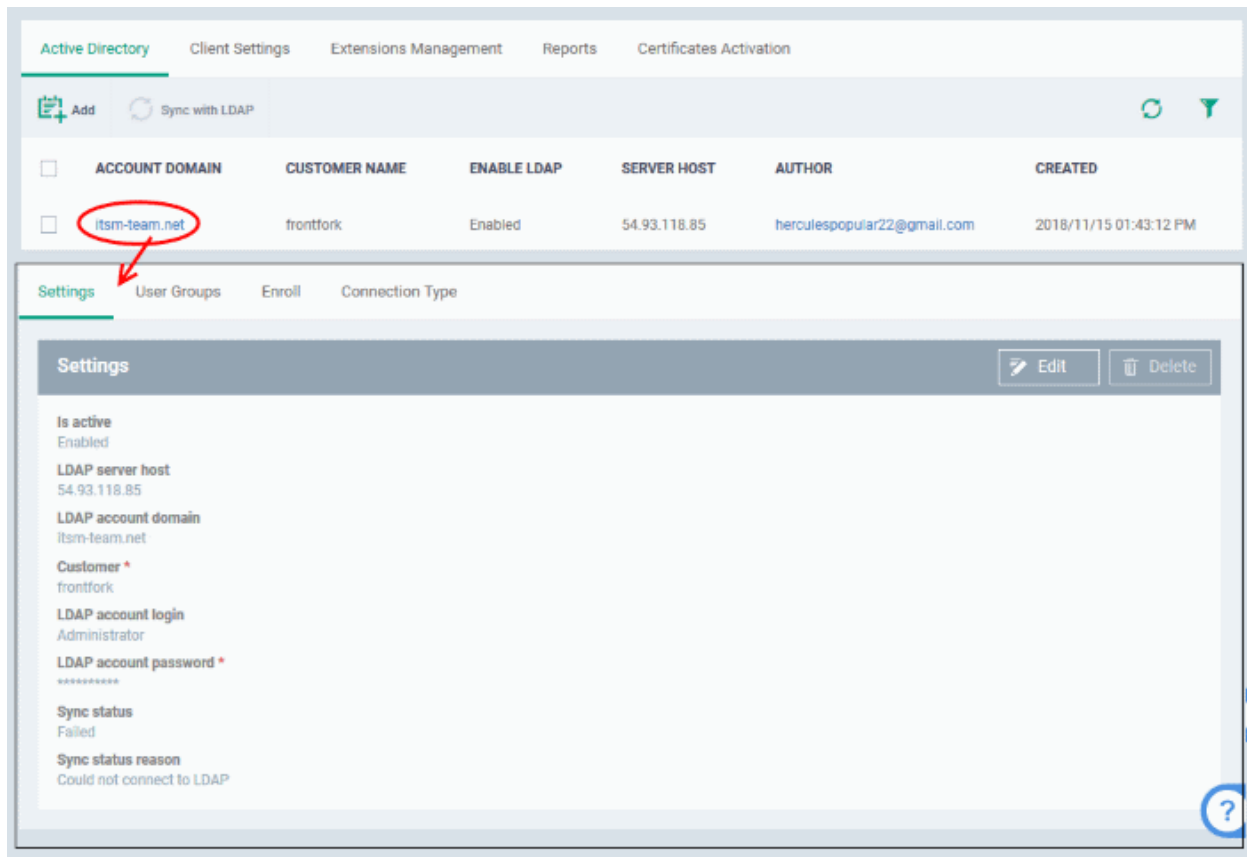 Active Directory Client Settings Extensions Management Reports Certificates Activation
Add Sync with LDAP
ACCOUNT DOMAIN CUSTOMER NAME ENABLE LDAP SERVER HOST AUTHOR CREATED
itsm-team.net frontfork Enabled 54.93.118.85 herculespopular22@gmail.com 2018/11/15 01:43:12 PM
Settings User Groups Enroll Connection Type
Settings Edit Delete
Is active
Enabled
LDAP server host
54.93.118.85
LDAP account domain
itsm-team.net
Customer *
frontfork
LDAP account login
Administrator
LDAP account password *
**********
Sync status
Failed
Sync status reason
Could not connect to LDAP
?